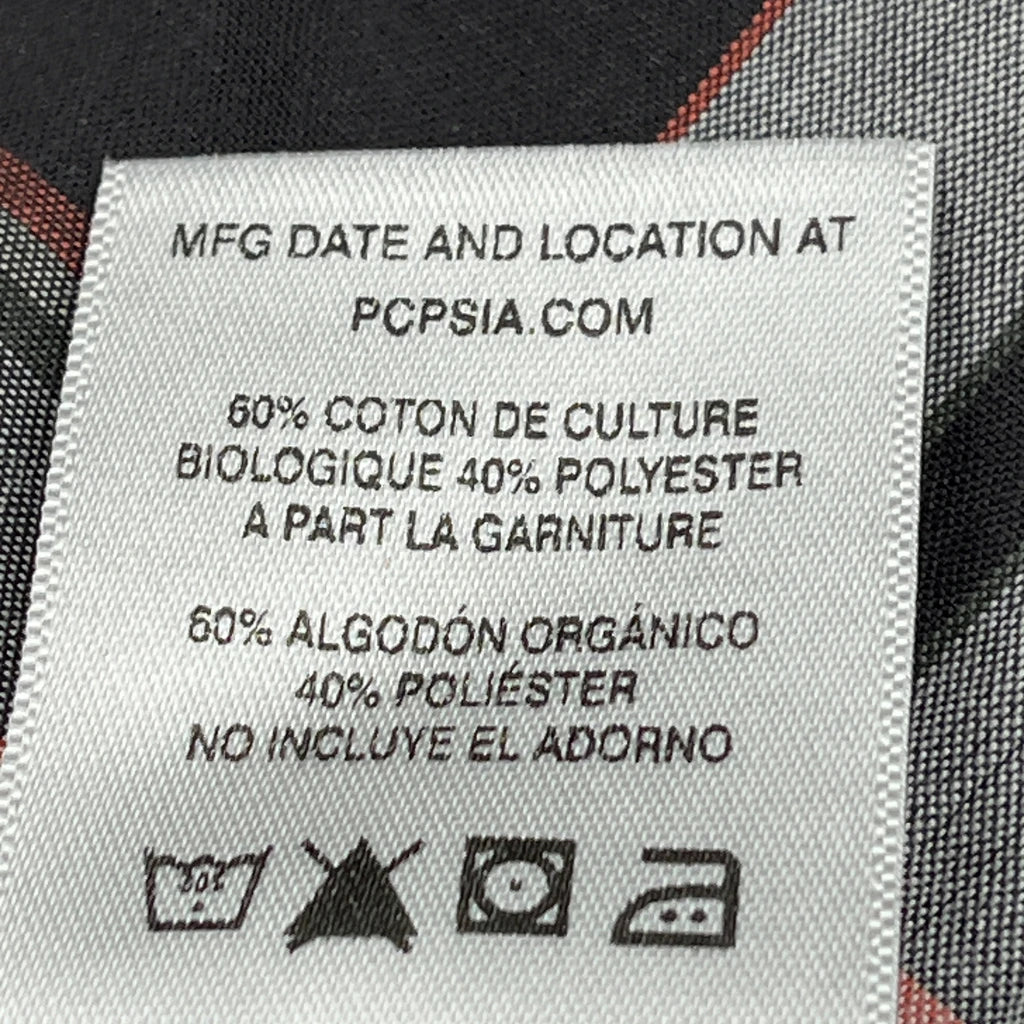 MFG DATE AND LOCATION AT
PCPSIA.COM
60% COTON DE CULTURE
BIOLOGIQUE 40% POLYESTER
A PART LA GARNITURE
60% ALGODÓN ORGÁNICO
40% POLIÉSTER
NO INCLUYE EL ADORNO